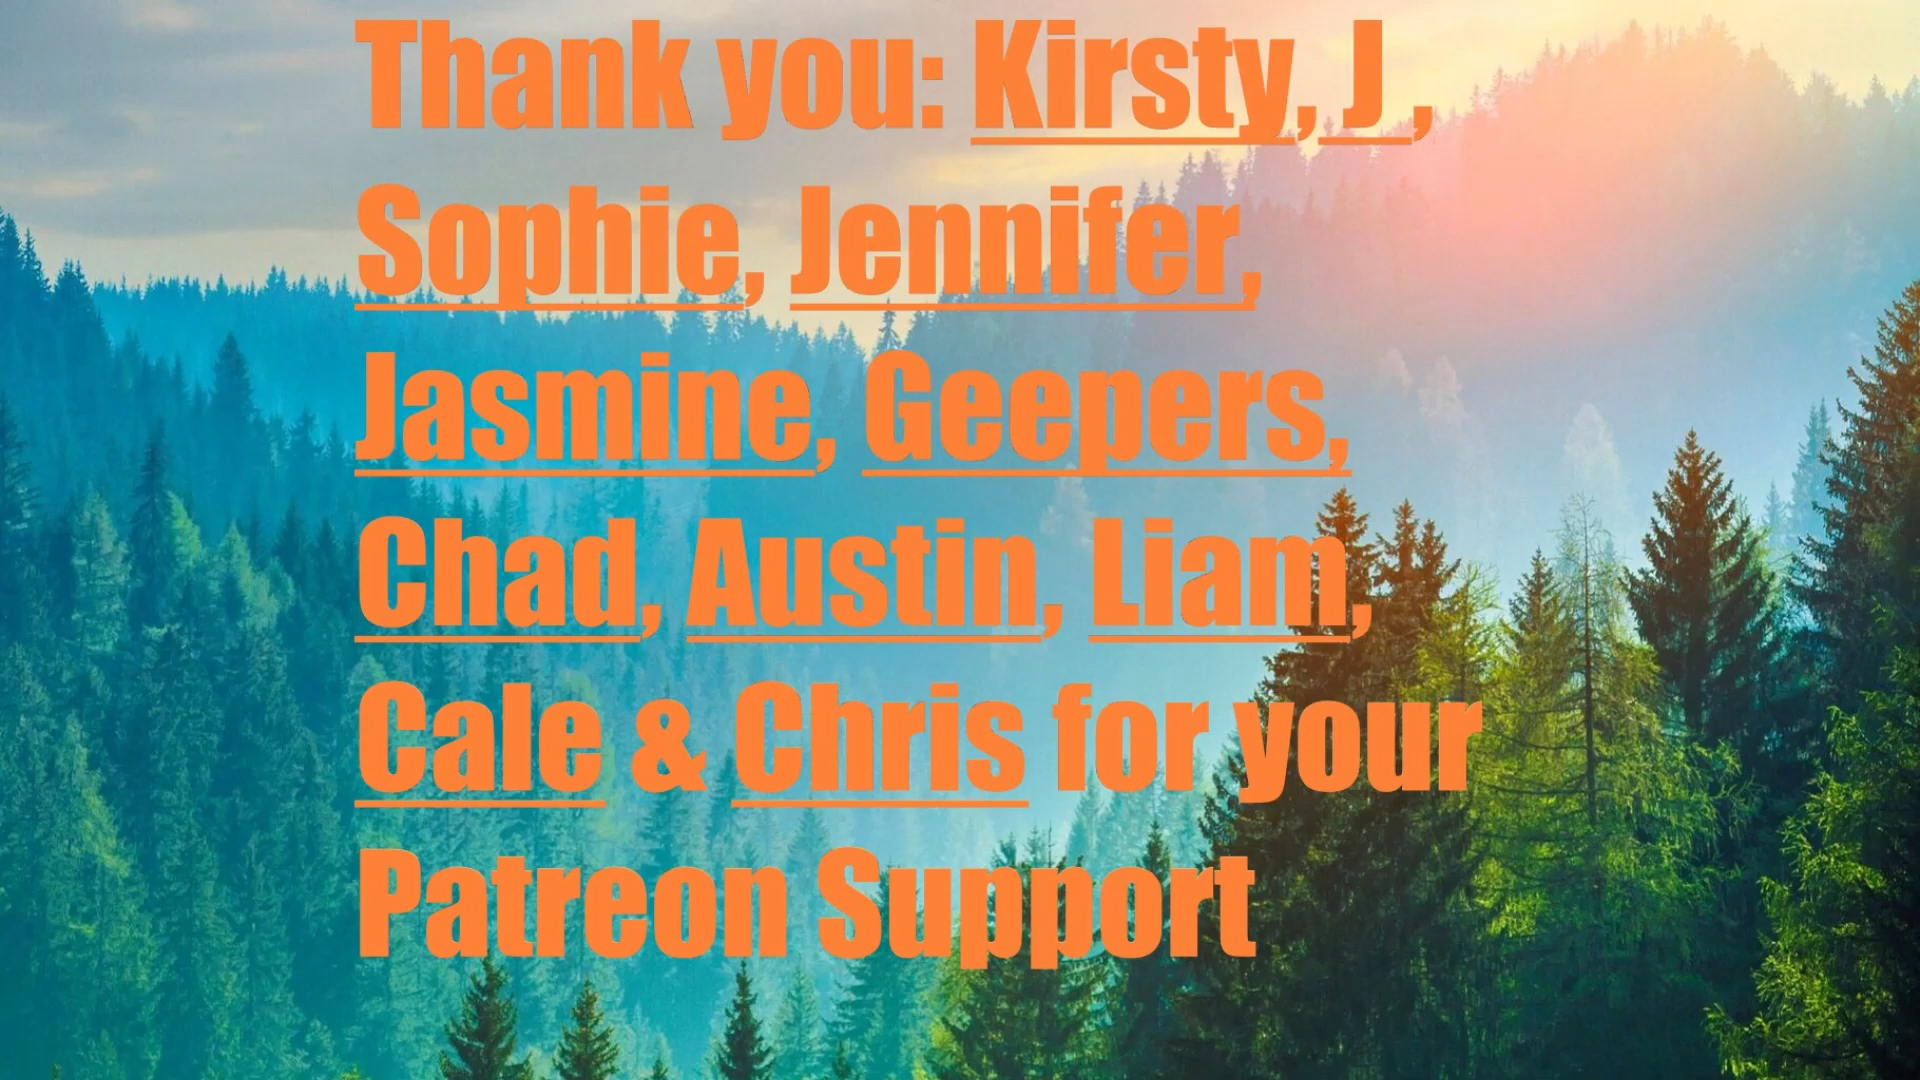 Thank you: Kirsty, J ,
Sophie, Jennifer,
Jasmine, Geepers,
Chad, Austin, Liam,
Cale & Chris for your
Patreon Support